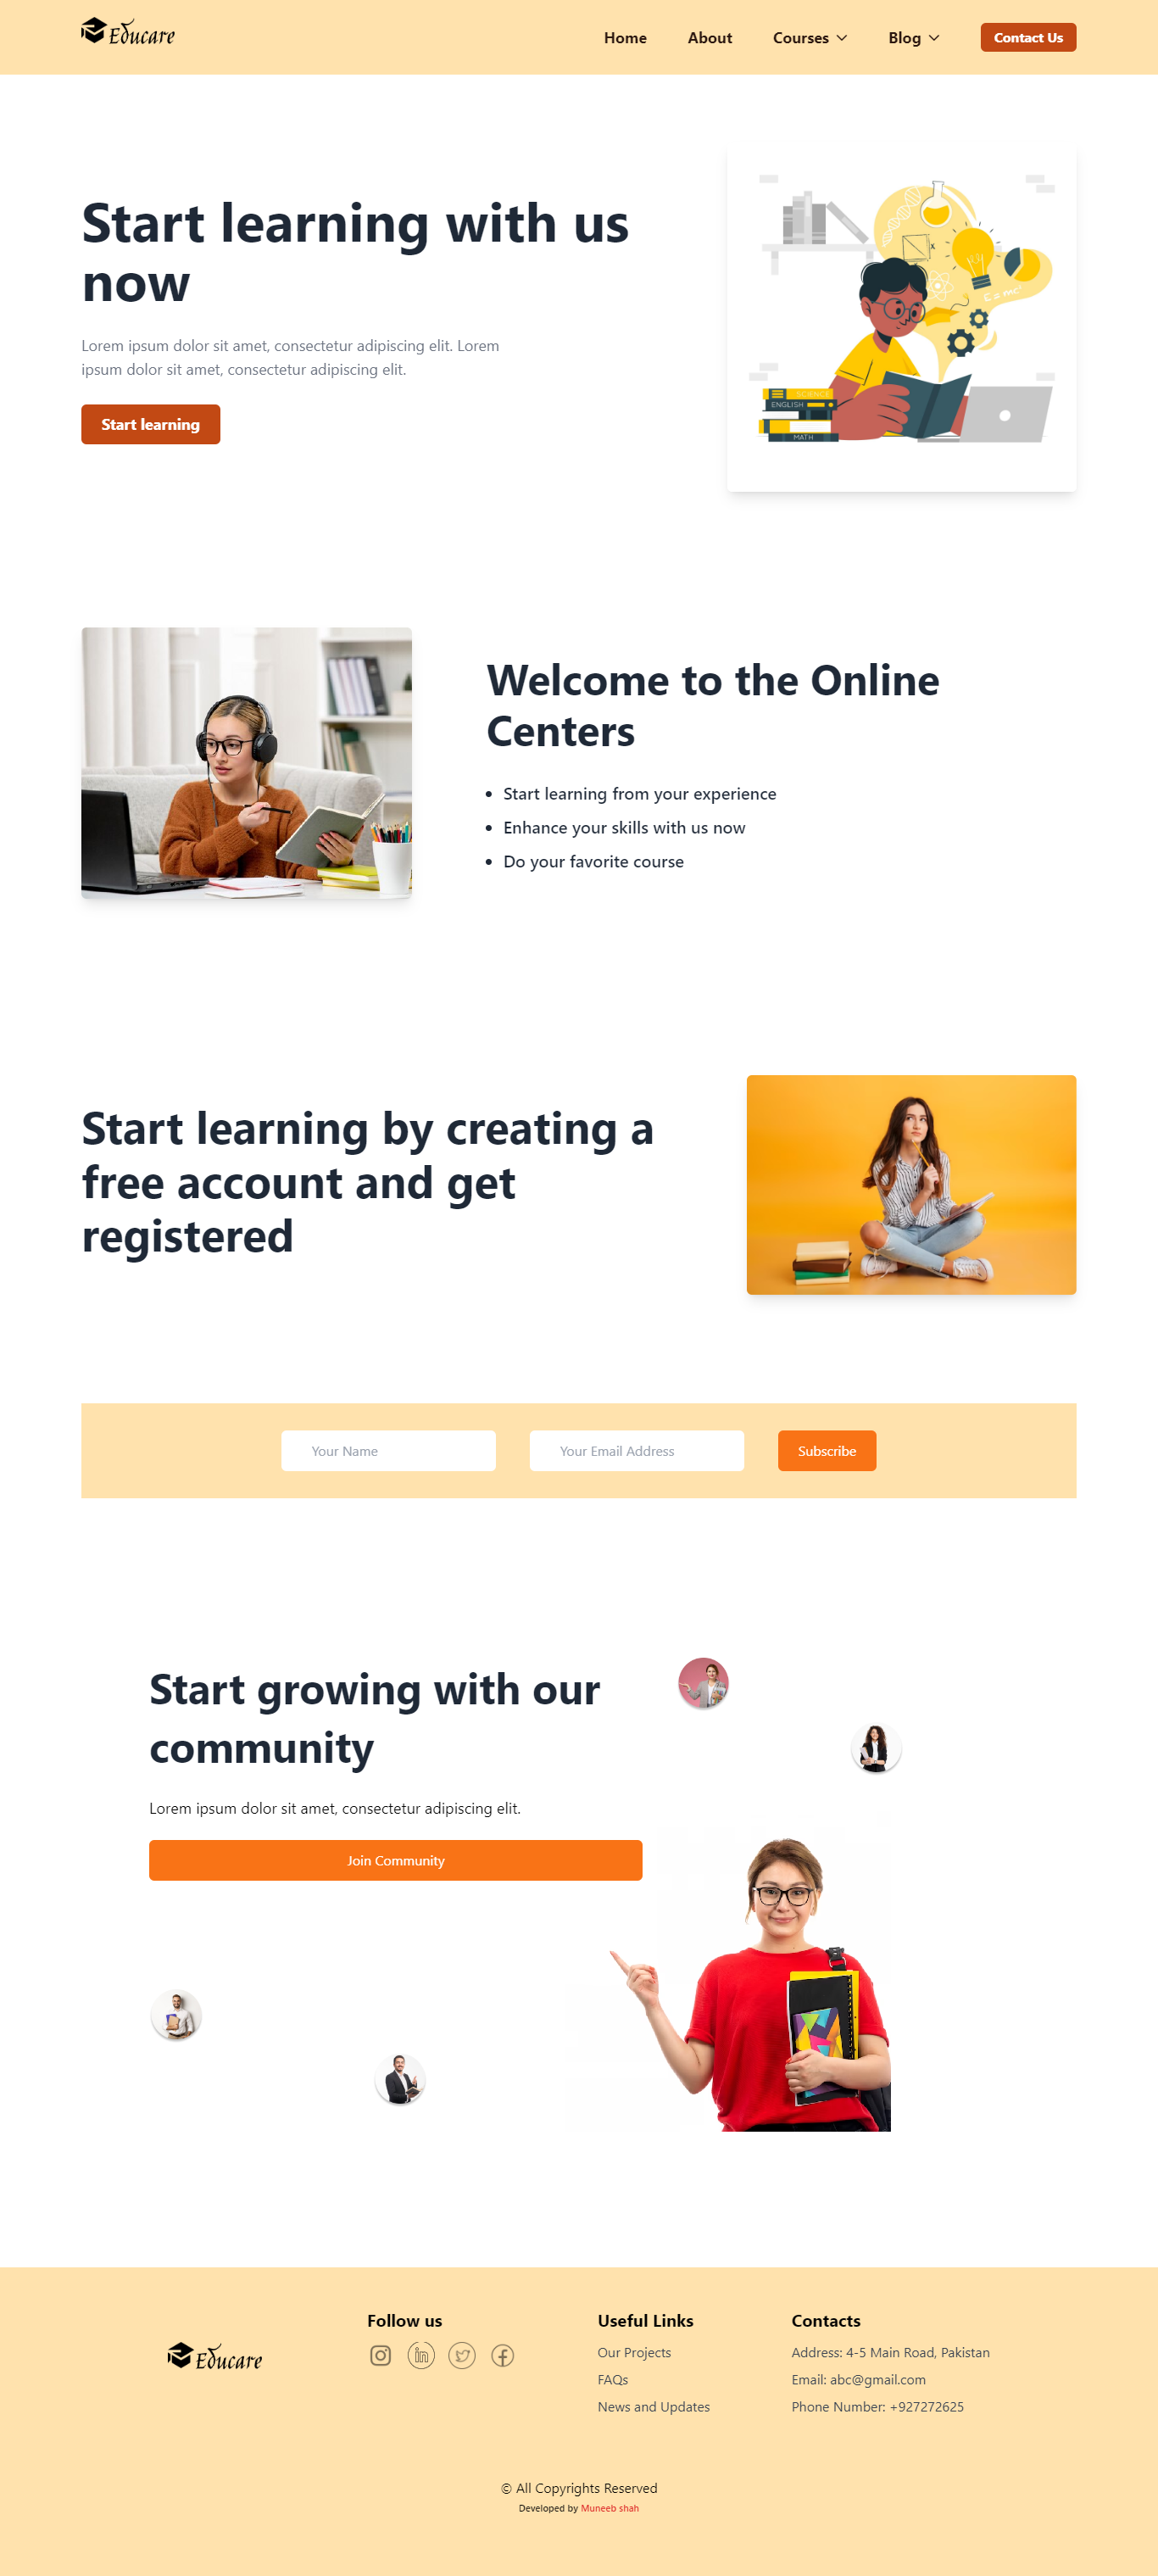 Educare
Home
About
Courses
Blog
Contact Us
Start learning with us
now
Lorem ipsum dolor sit amet, consectetur adipiscing elit. Lorem
ipsum dolor sit amet, consectetur adipiscing elit.
Start learning
SCIENCE
ENGLISH
MATH
E=mc²
Welcome to the Online
Centers
Start learning from your experience
Enhance your skills with us now
Do your favorite course
Start learning by creating a
free account and get
registered
Your Name
Your Email Address
Subscribe
Start growing with our
community
Lorem ipsum dolor sit amet, consectetur adipiscing elit.
Join Community
Educare
Follow us
Useful Links
Our Projects
FAQs
News and Updates
Contacts
Address: 4-5 Main Road, Pakistan
Email: abc@gmail.com
Phone Number: +927272625
© All Copyrights Reserved
Developed by Muneeb shah